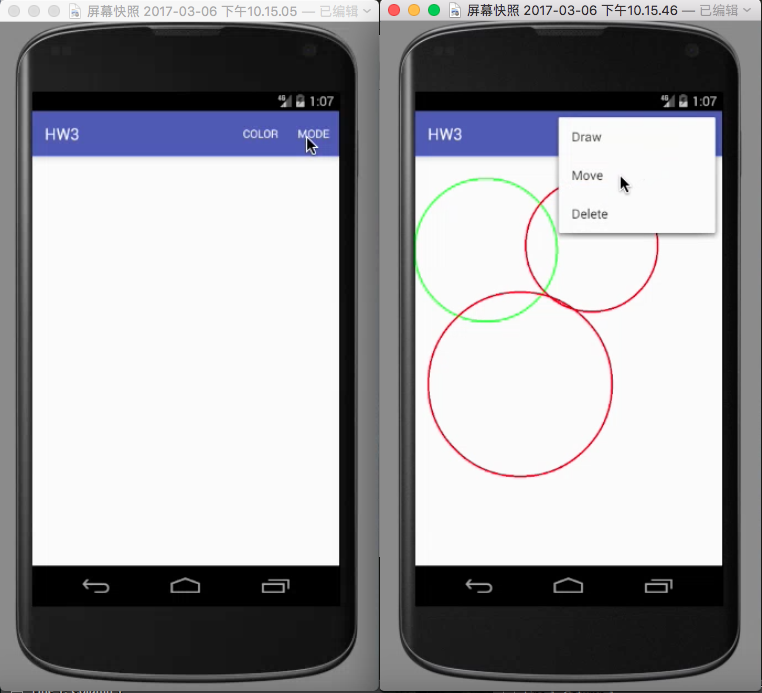 屏幕快照 2017-03-06 下午10.15.05 — 已编辑
4G 1:07
HW3 COLOR MODE
屏幕快照 2017-03-06 下午10.15.46 — 已编辑
4G 1:07
HW3
Draw
Move
Delete